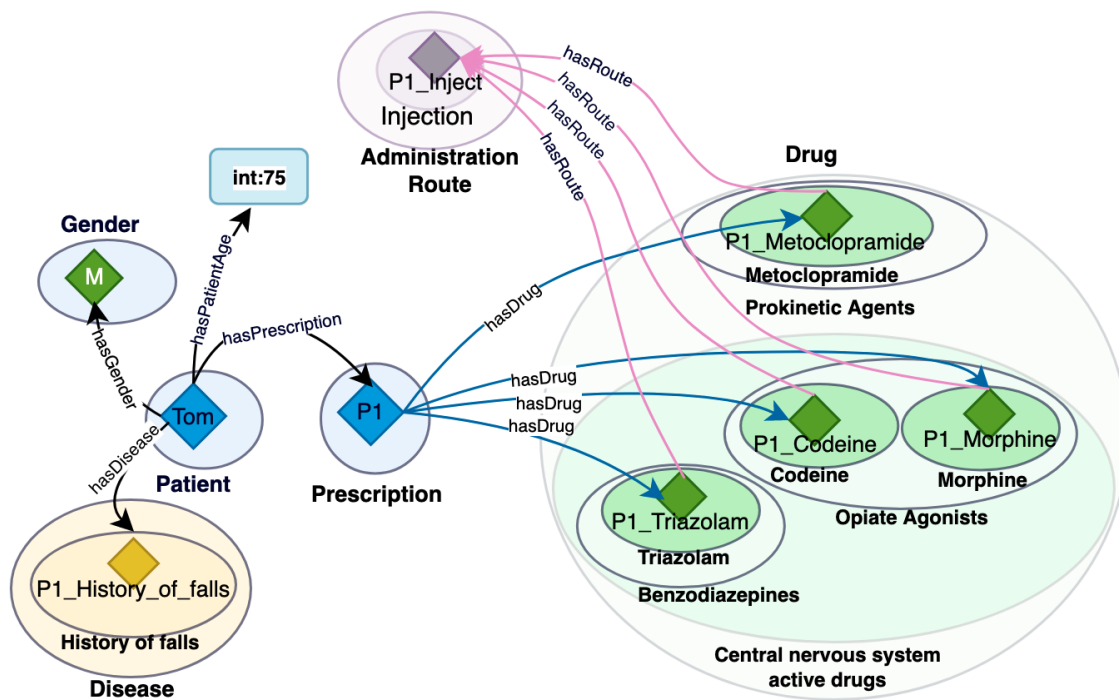 hasRoute
P1_Inject
hasRoute
Injection
hasRoute
Administration
Route
hasRoute
Drug
int:75
Gender
M
hasPatientAge
P1_Metoclopramide
Metoclopramide
Prokinetic Agents
hasDrug
hasPrescription
hasGender
hasDrug
hasDrug
hasDrug
Tom
P1
P1_Codeine
P1_Morphine
Codeine
Morphine
hasDisease
Patient
Prescription
Opiate Agonists
P1_Triazolam
Triazolam
Benzodiazepines
P1_History_of_falls
History of falls
Disease
Central nervous system
active drugs